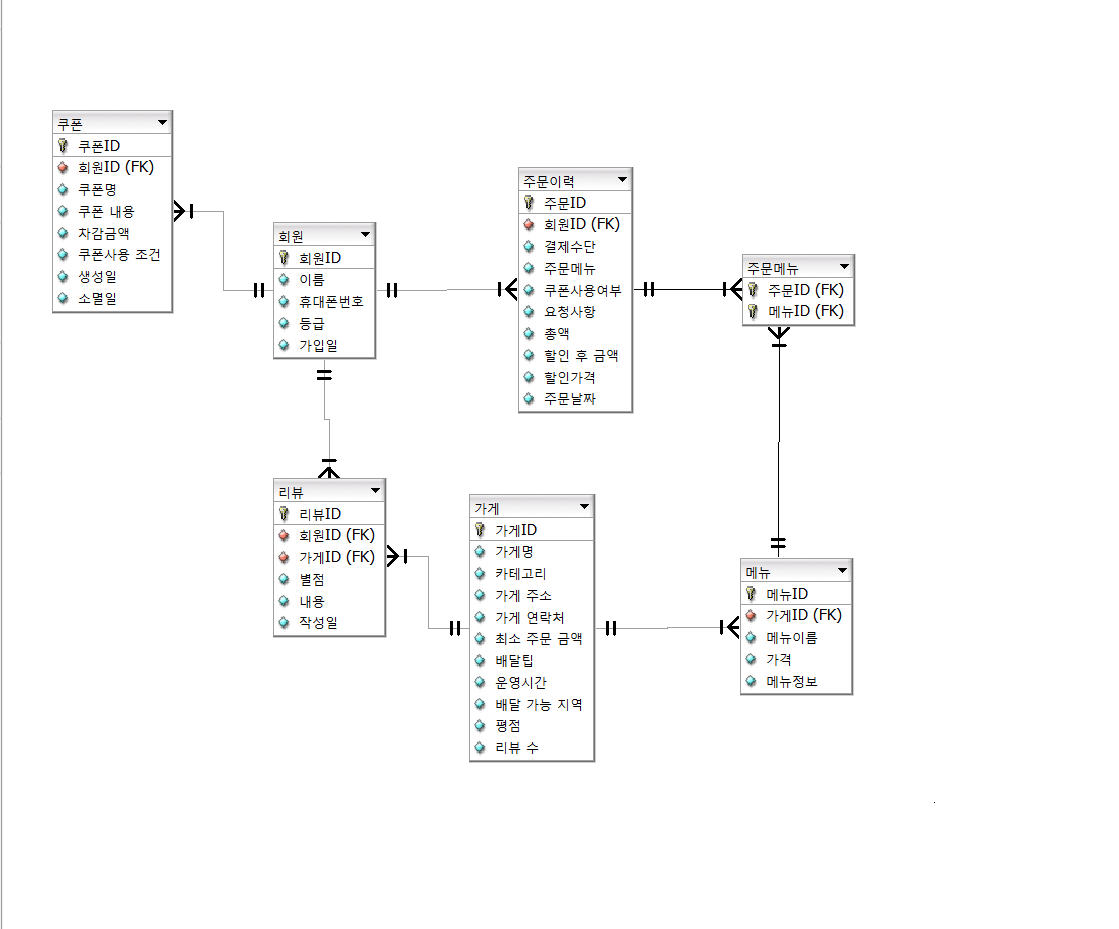 쿠폰
쿠폰ID
회원ID (FK)
쿠폰명
쿠폰 내용
차감금액
쿠폰사용 조건
생성일
소멸일
회원
회원ID
이름
휴대폰번호
등급
가입일
주문이력
주문ID
회원ID (FK)
결제수단
주문메뉴
쿠폰사용여부
요청사항
총액
할인 후 금액
할인가격
주문날짜
주문메뉴
주문ID (FK)
메뉴ID (FK)
리뷰
리뷰ID
회원ID (FK)
가게ID (FK)
별점
내용
작성일
가게
가게ID
가게명
카테고리
가게 주소
가게 연락처
최소 주문 금액
배달팁
운영시간
배달 가능 지역
평점
리뷰 수
메뉴
메뉴ID
가게ID (FK)
메뉴이름
가격
메뉴정보